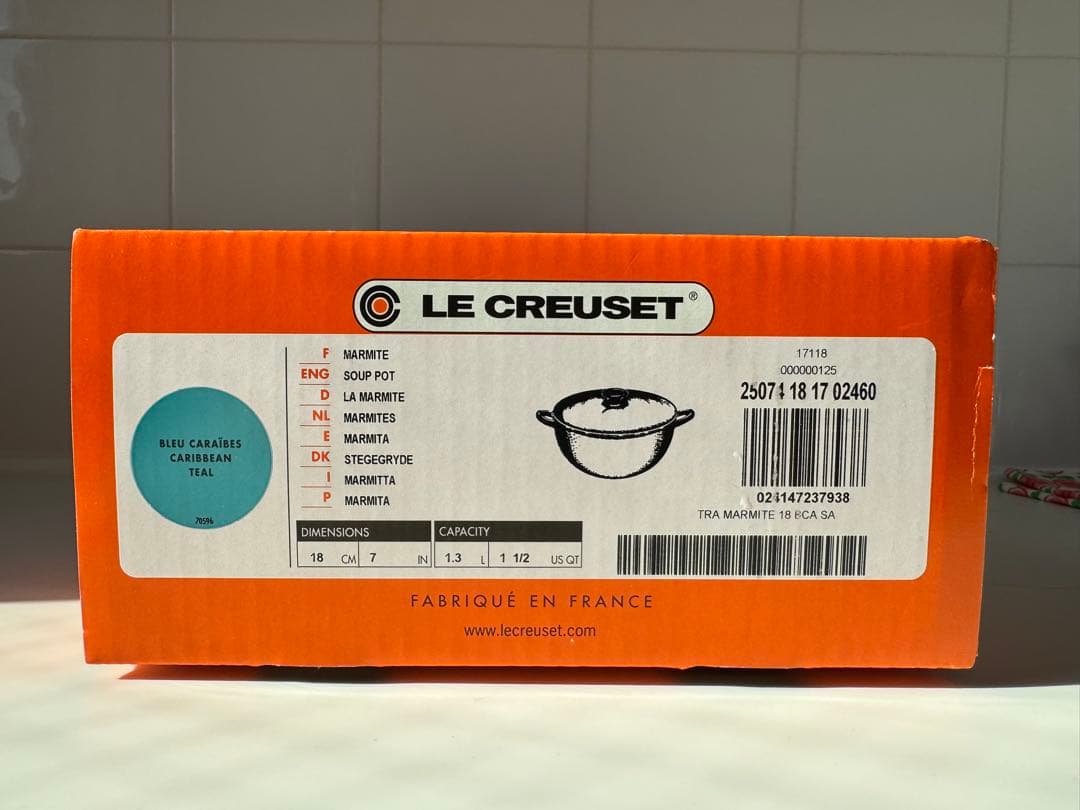 LE CREUSET®
BLEU CARAÏBES
CARIBBEAN
TEAL
70596
F MARMITE
ENG SOUP POT
D LA MARMITE
NL MARMITES
E MARMITA
DK STEGEGRYDE
I MARMITTA
P MARMITA
DIMENSIONS
18 CM 7 IN
CAPACITY
1.3 L 1 1/2 US QT
17118
000000125
25074 18 17 02460
024147237938
TRA MARMITE 18 BCA SA
FABRIQUÉ EN FRANCE
www.lecreuset.com